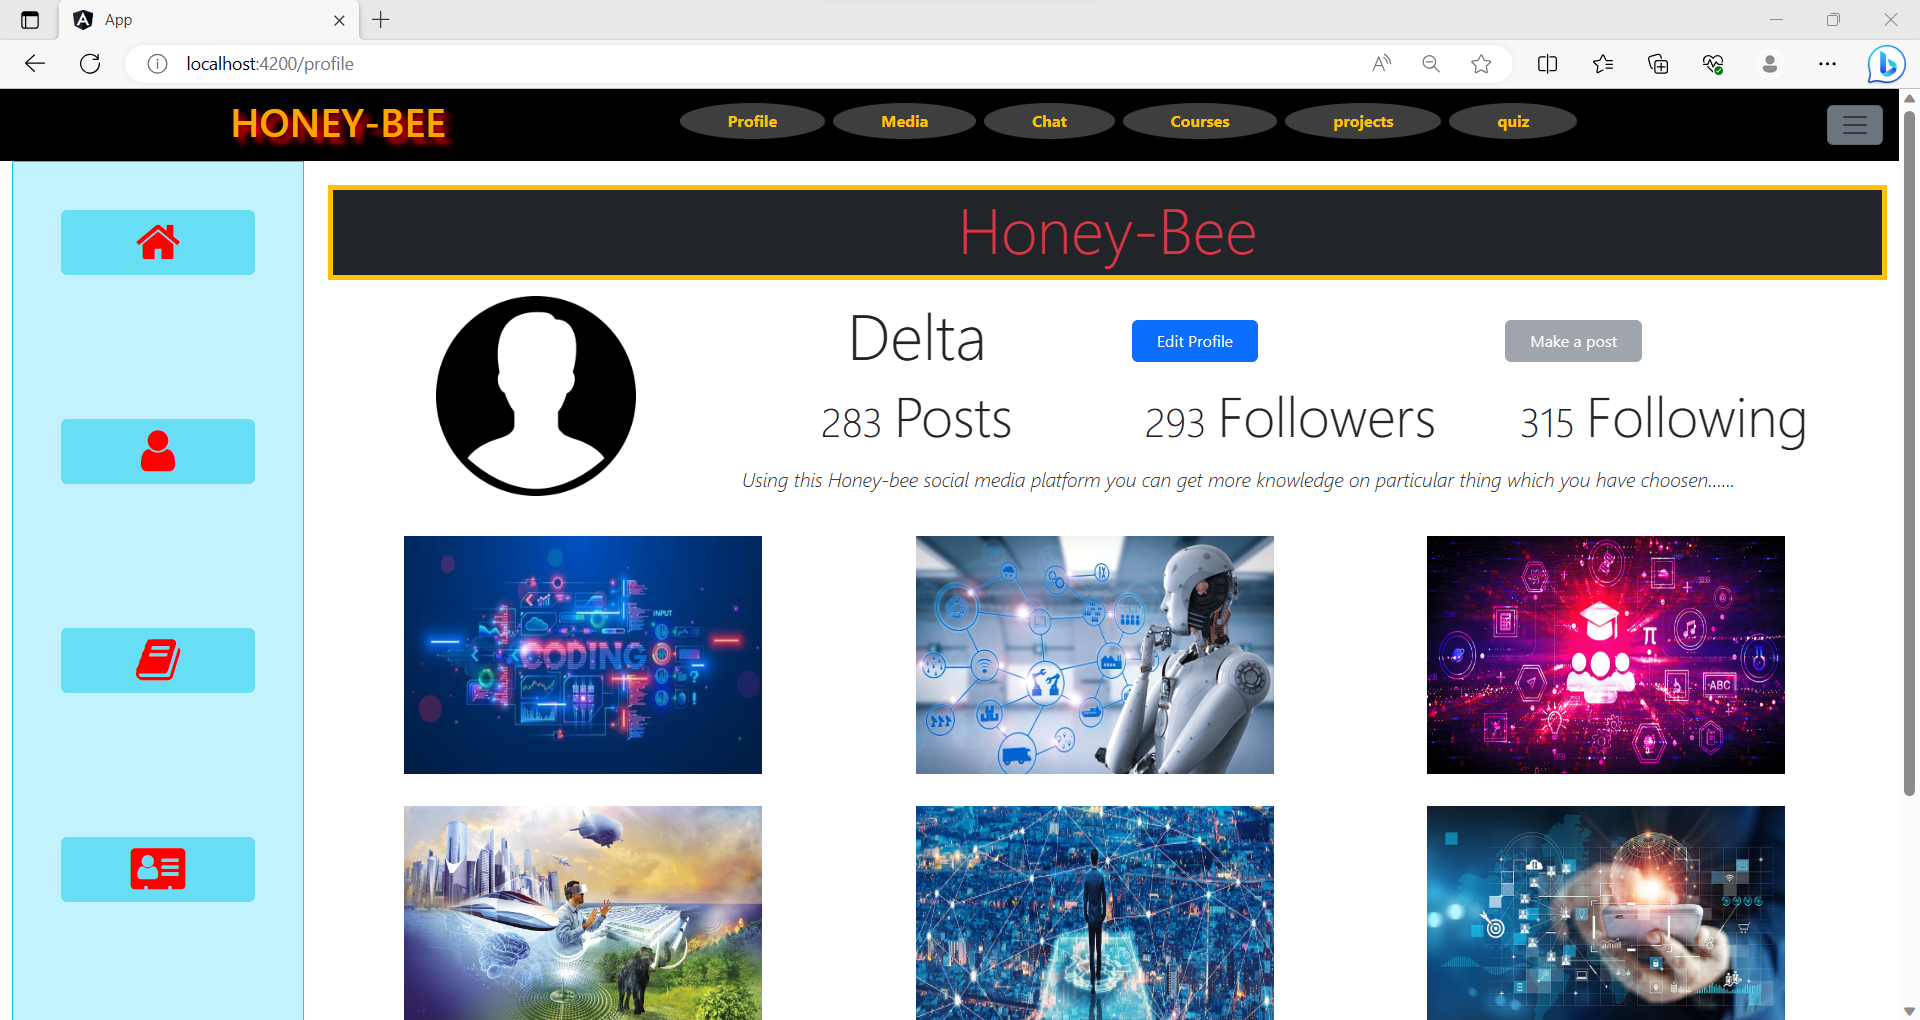 App
localhost:4200/profile
HONEY-BEE
Profile
Media
Chat
Courses
projects
quiz
Honey-Bee
Delta
Edit Profile
Make a post
283 Posts
293 Followers
315 Following
Using this Honey-bee social media platform you can get more knowledge on particular thing which you have choosen......
INPUT
CODING
ABC